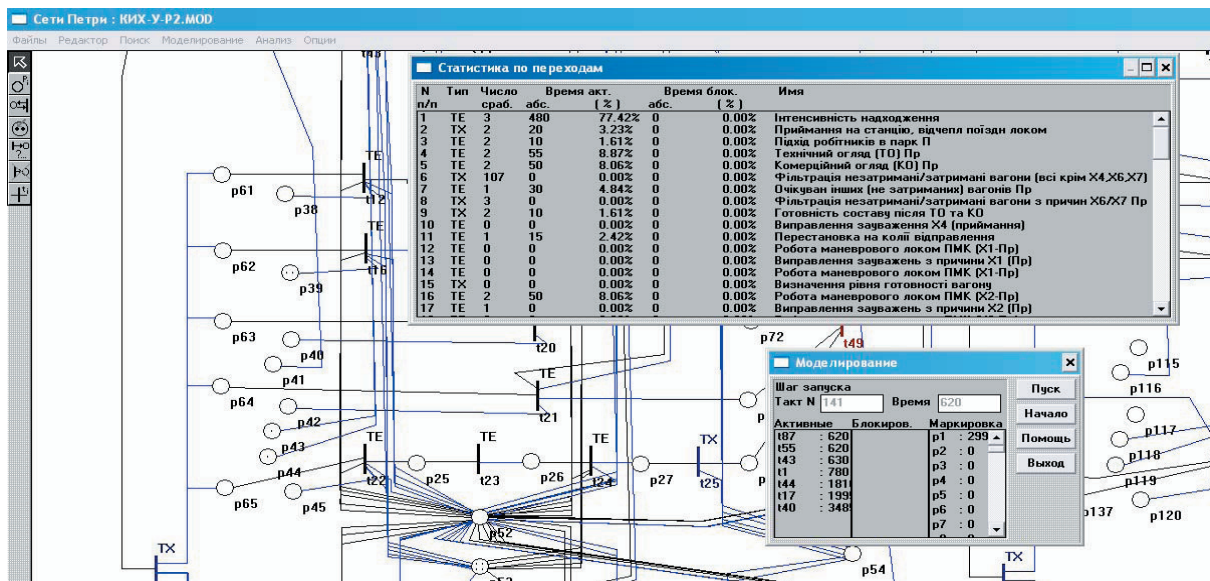 Сети Петри : КИХ-У-Р2.MOD
Файлы Редактор Поиск Моделирование Анализ Опции
Статистика по переходам
N Тип Число Время акт. Время блок. Имя
п/п сраб. абс. ( % ) абс. ( % )
1 TE 3 480 77.42% 0 0.00% Інтенсивність надходження
2 TX 2 20 3.23% 0 0.00% Приймання на станцію, відчепл поїздн локом
3 TE 2 10 1.61% 0 0.00% Підхід робітників в парк П
4 TE 2 55 8.87% 0 0.00% Технічний огляд (ТО) Пр
5 TE 2 50 8.06% 0 0.00% Комерційний огляд (КО) Пр
6 TX 107 0 0.00% 0 0.00% Фільтрація незатримані/затримані вагони (всі крім X4,X6,X7)
7 TE 1 30 4.84% 0 0.00% Очікуван інших (не затриманих) вагонів Пр
8 TX 3 0 0.00% 0 0.00% Фільтрація незатримані/затримані вагони з причин X6/X7 Пр
9 TX 2 10 1.61% 0 0.00% Готовність составу після ТО та КО
10 TE 0 0 0.00% 0 0.00% Виправлення зауваження X4 (приймання)
11 TE 1 15 2.42% 0 0.00% Перестановка на колії відправлення
12 TE 0 0 0.00% 0 0.00% Робота маневрового локом ПМК (X1-Пр)
13 TE 0 0 0.00% 0 0.00% Виправлення зауважень з причини X1 (Пр)
14 TE 0 0 0.00% 0 0.00% Робота маневрового локом ПМК (X1-Пр)
15 TX 0 0 0.00% 0 0.00% Визначення рівня готовності вагону
16 TE 2 50 8.06% 0 0.00% Робота маневрового локом ПМК (X2-Пр)
17 TE 1 0 0.00% 0 0.00% Виправлення зауважень з причини X2 (Пр)
TE
p61
p38
t12
TE
p62
p39
t16
p63
p40
t20
p72
t49
p41
TE
p64
t21
p42
p43
TE
TE
TE
TX
p44
t22
p25
t23
p26
t24
p27
t25
p65
p45
p52
TX
p54
TX
Моделирование
Шаг запуска
Такт N 141 Время 620
Активные Блокиров. Маркировка
t87 : 620 p1 : 299
t55 : 620 p2 : 0
t43 : 630 p3 : 0
t1 : 780 p4 : 0
t44 : 181 p5 : 0
t17 : 199 p6 : 0
t40 : 348 p7 : 0
Пуск
Начало
Помощь
Выход
p115
p116
p117
p118
p119
p137
p120